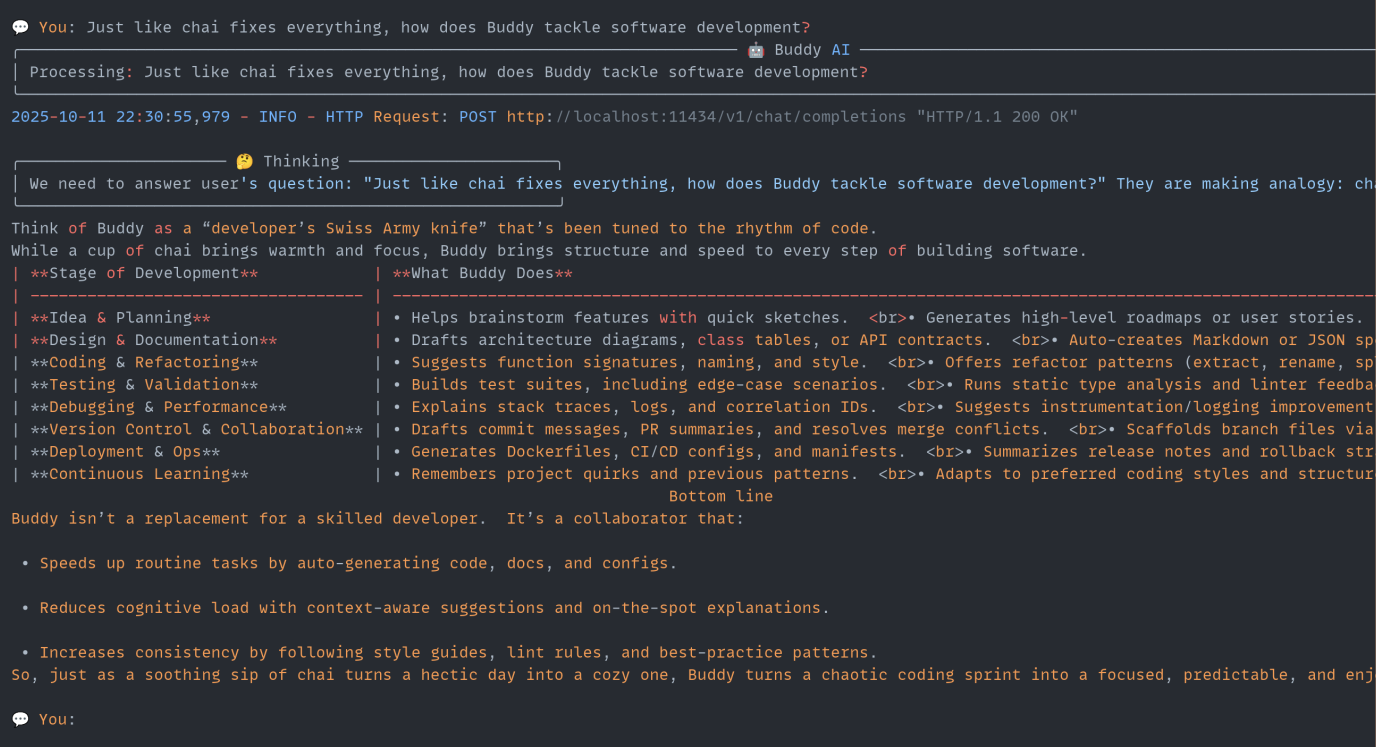 💬 You: Just like chai fixes everything, how does Buddy tackle software development?
🤖 Buddy AI
Processing: Just like chai fixes everything, how does Buddy tackle software development?
2025-10-11 22:30:55,979 - INFO - HTTP Request: POST http://localhost:11434/v1/chat/completions "HTTP/1.1 200 OK"
🤔 Thinking
We need to answer user's question: "Just like chai fixes everything, how does Buddy tackle software development?" They are making analogy: cha
Think of Buddy as a “developer’s Swiss Army knife” that’s been tuned to the rhythm of code.
While a cup of chai brings warmth and focus, Buddy brings structure and speed to every step of building software.
| **Stage of Development** | **What Buddy Does**
| ----------------------------------- | -----------------------------------------------------------------------------------------------
| **Idea & Planning** | • Helps brainstorm features with quick sketches. <br>• Generates high-level roadmaps or user stories.
| **Design & Documentation** | • Drafts architecture diagrams, class tables, or API contracts. <br>• Auto-creates Markdown or JSON sp
| **Coding & Refactoring** | • Suggests function signatures, naming, and style. <br>• Offers refactor patterns (extract, rename, spl
| **Testing & Validation** | • Builds test suites, including edge-case scenarios. <br>• Runs static type analysis and linter feedba
| **Debugging & Performance** | • Explains stack traces, logs, and correlation IDs. <br>• Suggests instrumentation/logging improvement
| **Version Control & Collaboration** | • Drafts commit messages, PR summaries, and resolves merge conflicts. <br>• Scaffolds branch files via
| **Deployment & Ops** | • Generates Dockerfiles, CI/CD configs, and manifests. <br>• Summarizes release notes and rollback str
| **Continuous Learning** | • Remembers project quirks and previous patterns. <br>• Adapts to preferred coding styles and structur
Bottom line
Buddy isn’t a replacement for a skilled developer. It’s a collaborator that:
• Speeds up routine tasks by auto-generating code, docs, and configs.
• Reduces cognitive load with context-aware suggestions and on-the-spot explanations.
• Increases consistency by following style guides, lint rules, and best-practice patterns.
So, just as a soothing sip of chai turns a hectic day into a cozy one, Buddy turns a chaotic coding sprint into a focused, predictable, and enj
💬 You: